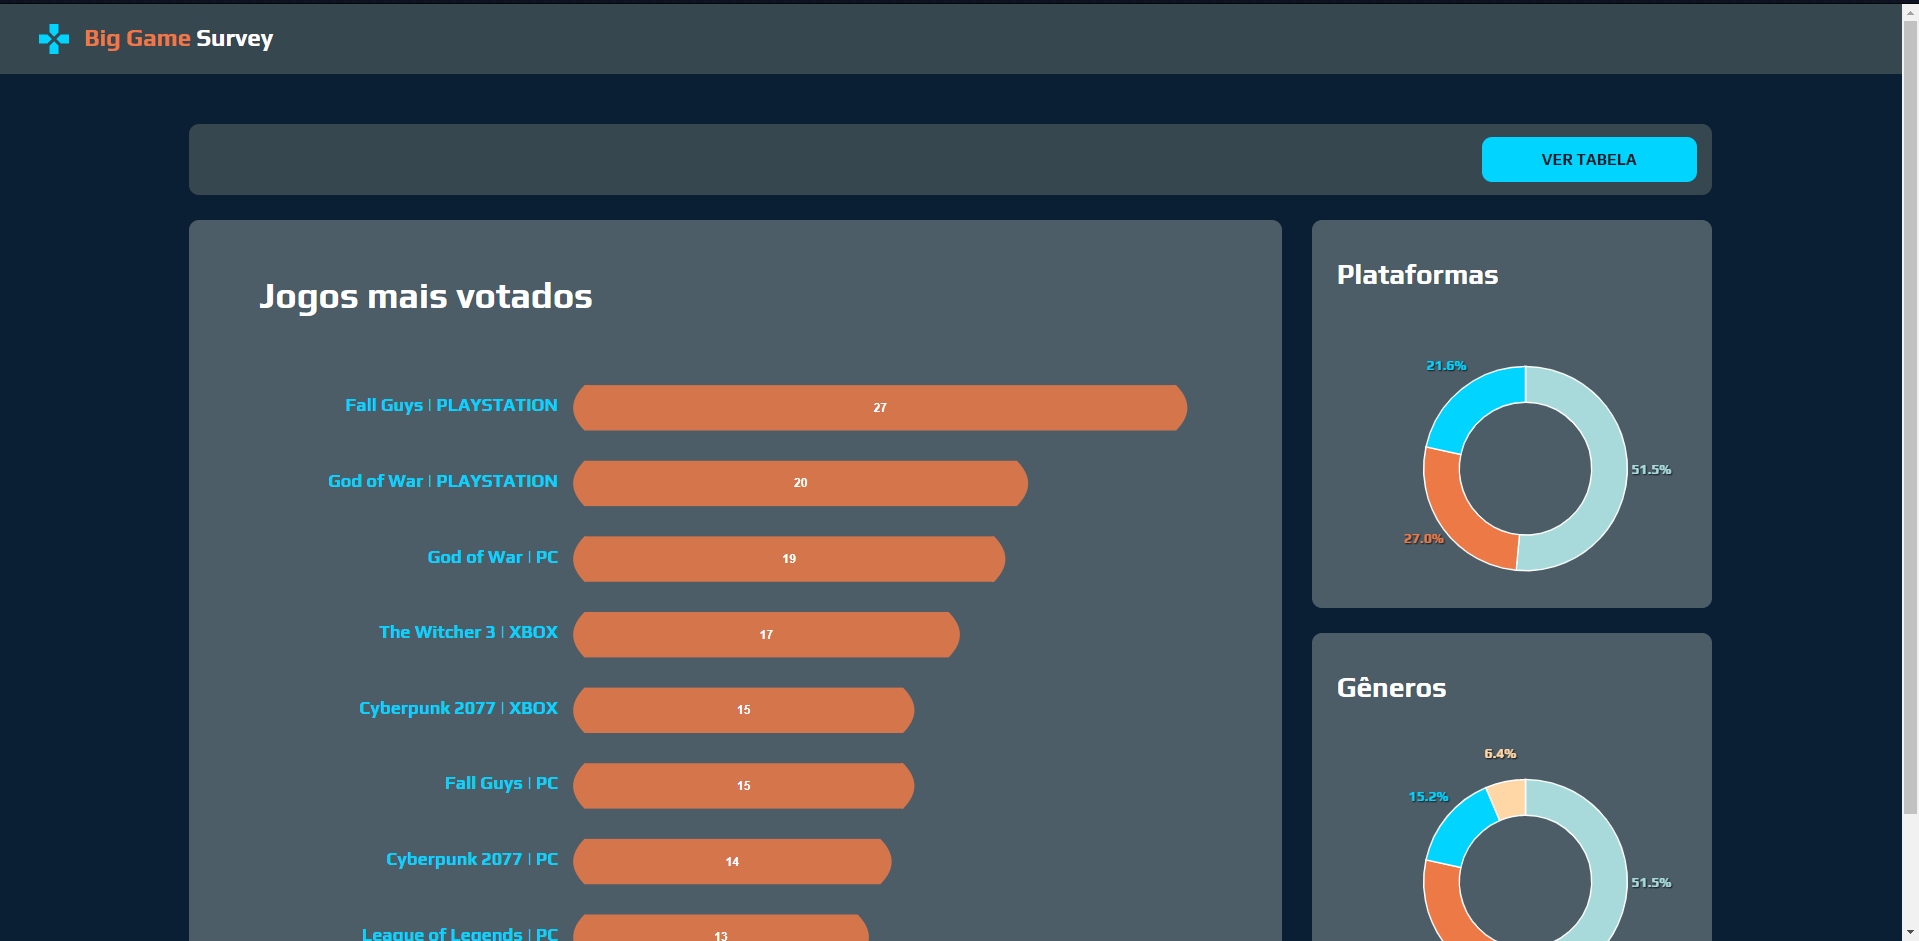 Big Game Survey
VER TABELA
Jogos mais votados
Fall Guys | PLAYSTATION 27
God of War | PLAYSTATION 20
God of War | PC 19
The Witcher 3 | XBOX 17
Cyberpunk 2077 | XBOX 15
Fall Guys | PC 15
Cyberpunk 2077 | PC 14
League of Legends | PC 13
Plataformas
21.6%
51.5%
27.0%
Gêneros
6.4%
15.2%
51.5%